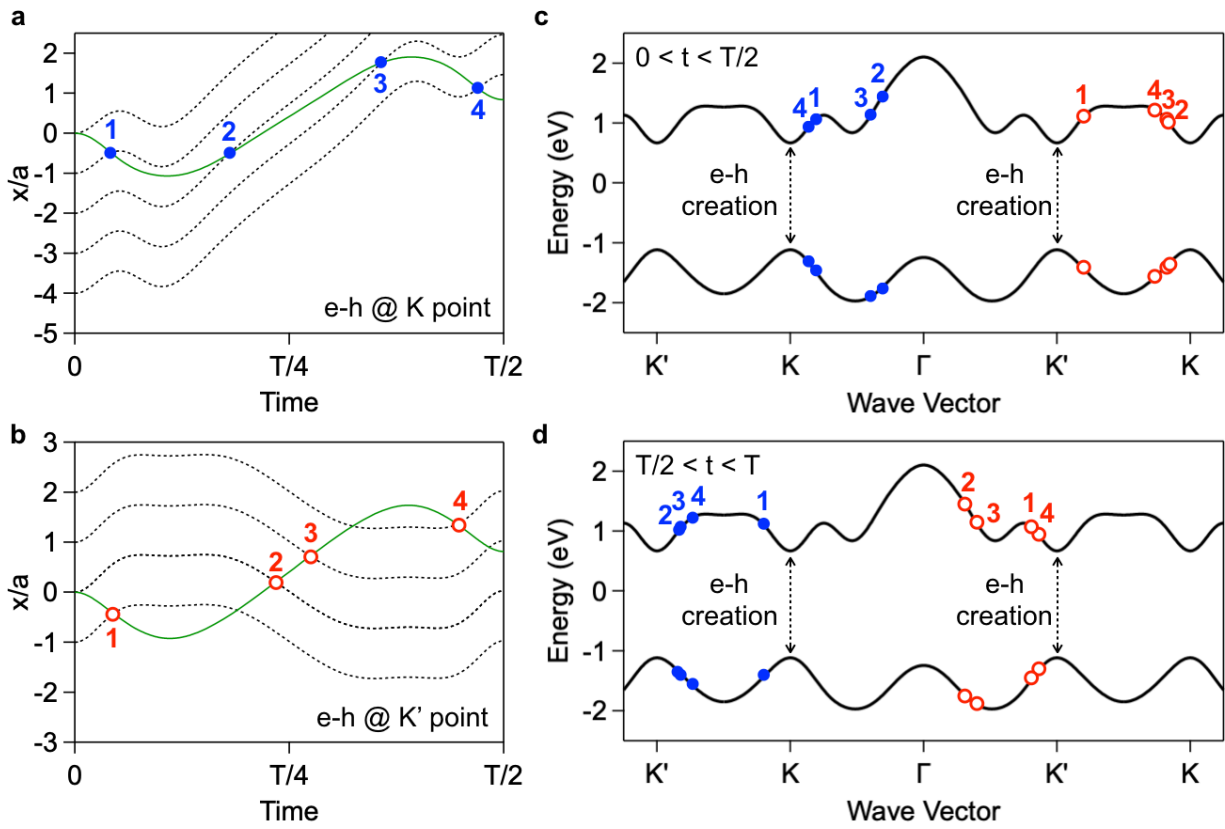 a
x/a
2
1
0
-1
-2
-3
-4
-5
1
2
3
4
e-h @ K point
0
T/4
T/2
Time
b
x/a
3
2
1
0
-1
-2
-3
1
2
3
4
e-h @ K' point
0
T/4
T/2
Time
c
Energy (eV)
2
1
0
-1
-2
0 < t < T/2
4
1
3
2
1
4
3
2
e-h
creation
e-h
creation
K'
K
Γ
K'
K
Wave Vector
d
Energy (eV)
2
1
0
-1
-2
T/2 < t < T
2
3
4
1
2
3
1
4
e-h
creation
e-h
creation
K'
K
Γ
K'
K
Wave Vector